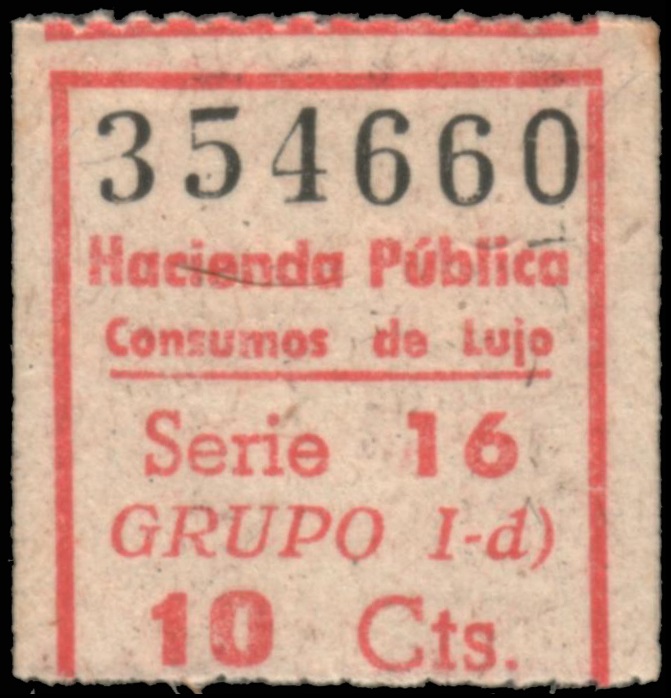 354660
Hacienda Pública
Consumos de Lujo
Serie 16
GRUPO I-d)
10 Cts.